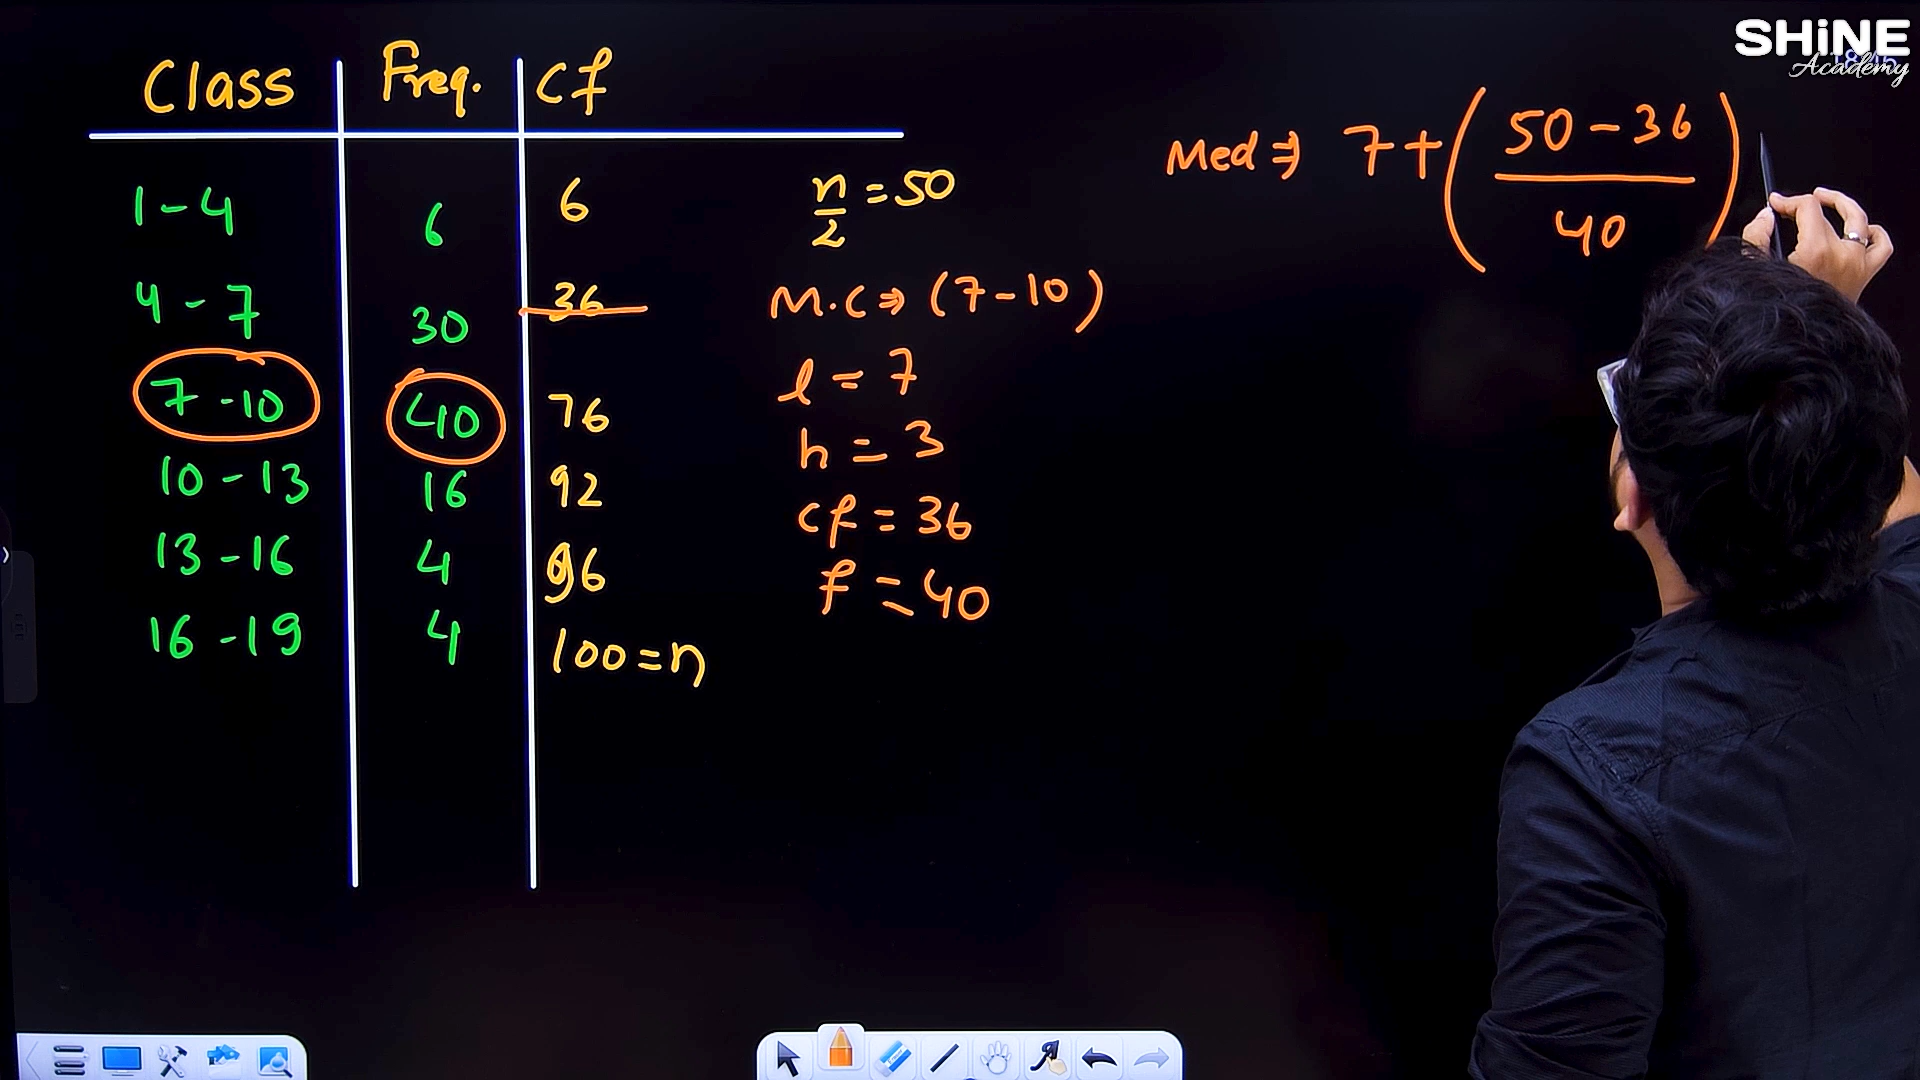 SHiNE
Academy
Class Freq. Cf
1-4 6 6
4-7 30 36
7-10 40 76
10-13 16 92
13-16 4 96
16-19 4 100=n
n/2 = 50
M.C ⇒ (7-10)
l = 7
h = 3
cf = 36
f = 40
Med ⇒ 7+(50-36/40)